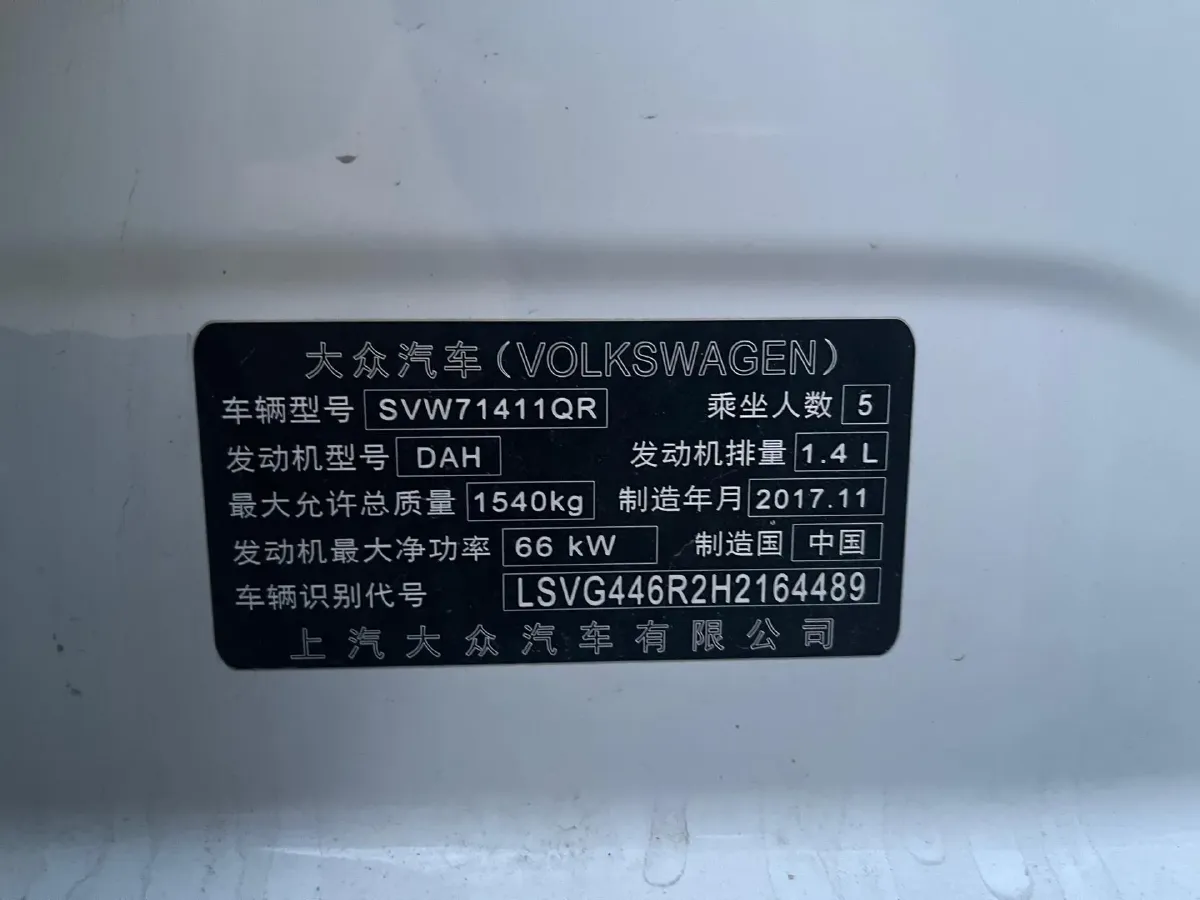 大众汽车(VOLKSWAGEN)
车辆型号 SVW71411QR 乘坐人数 5
发动机型号 DAH 发动机排量 1.4 L
最大允许总质量 1540kg 制造年月 2017.11
发动机最大净功率 66 kW 制造国 中国
车辆识别代号 LSVG446R2H2164489
上汽大众汽车有限公司